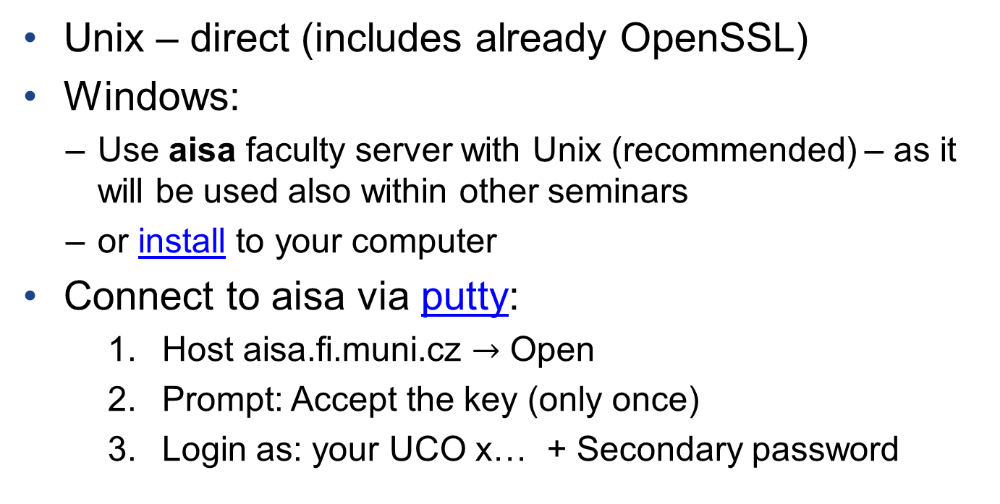 • Unix – direct (includes already OpenSSL)
• Windows:
– Use aisa faculty server with Unix (recommended) – as it
will be used also within other seminars
– or install to your computer
• Connect to aisa via putty:
1. Host aisa.fi.muni.cz → Open
2. Prompt: Accept the key (only once)
3. Login as: your UCO x… + Secondary password